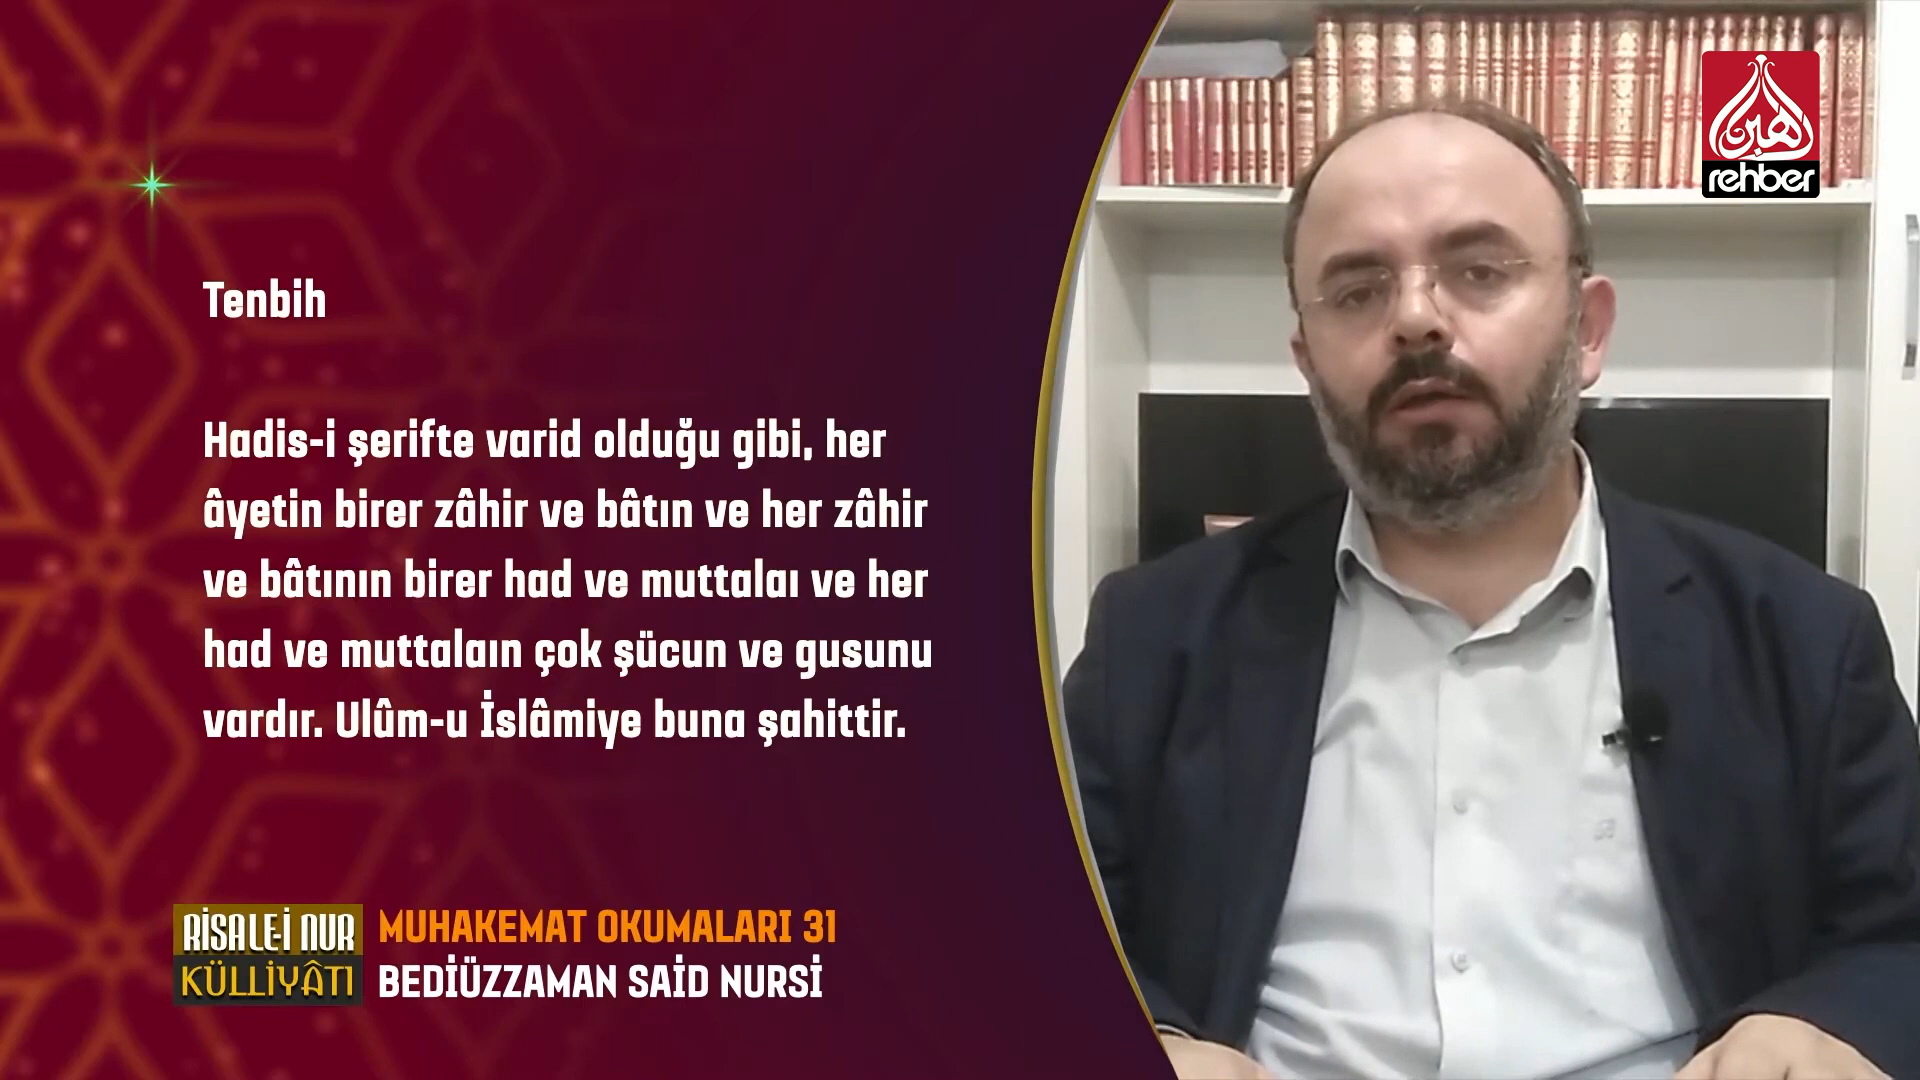 Tenbih
Hadis-i şerifte varid olduğu gibi, her
âyetin birer zâhir ve bâtın ve her zâhir
ve bâtının birer had ve muttalaı ve her
had ve muttalaın çok şücun ve gusunu
vardır. Ulûm-u İslâmiye buna şahittir.
RİSALE-İ NUR
KÜLLİYÂTI
MUHAKEMAT OKUMALARI 31
BEDİÜZZAMAN SAİD NURSİ
رهبر
rehber